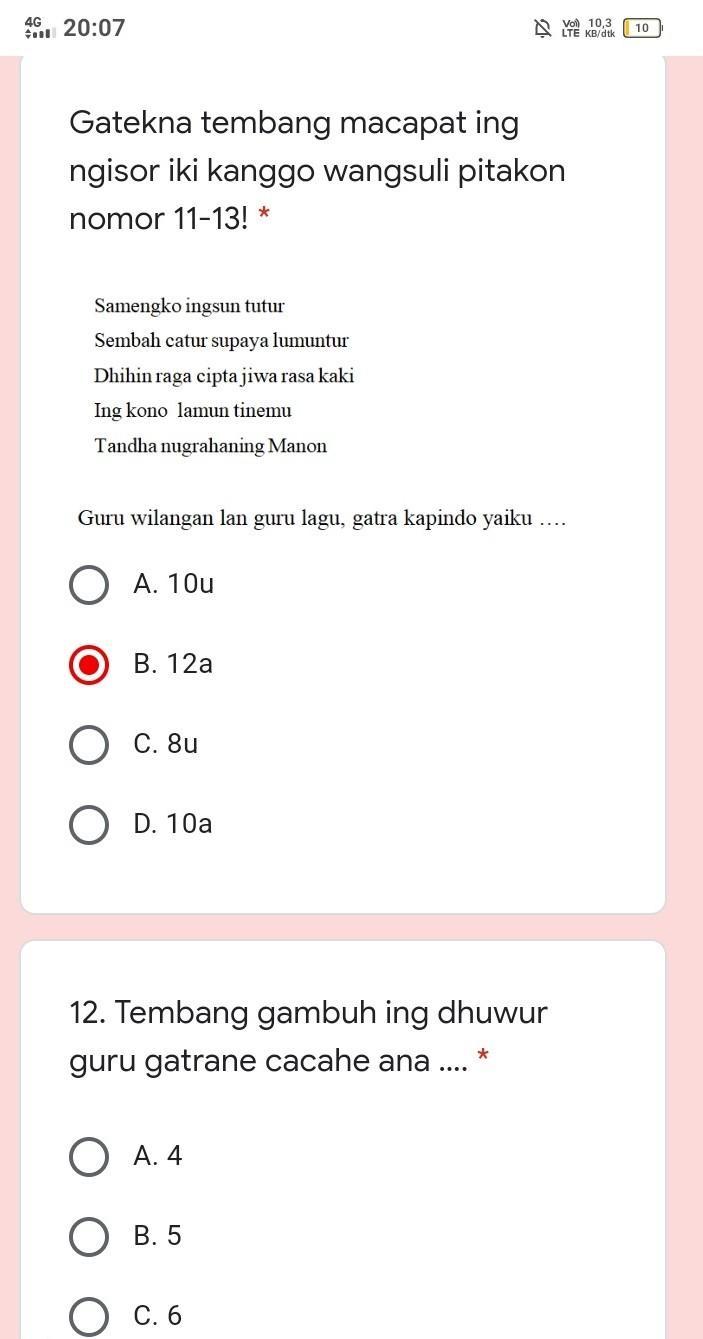 4G 20:07 Vo)) LTE 10,3 KB/dtk 10
Gatekna tembang macapat ing
ngisor iki kanggo wangsuli pitakon
nomor 11-13! *
Samengko ingsun tutur
Sembah catur supaya lumuntur
Dhihin raga cipta jiwa rasa kaki
Ing kono lamun tinemu
Tandha nugrahaning Manon
Guru wilangan lan guru lagu, gatra kapindo yaiku ....
A. 10u
B. 12a
C. 8u
D. 10a
12. Tembang gambuh ing dhuwur
guru gatrane cacahe ana .... *
A. 4
B. 5
C. 6